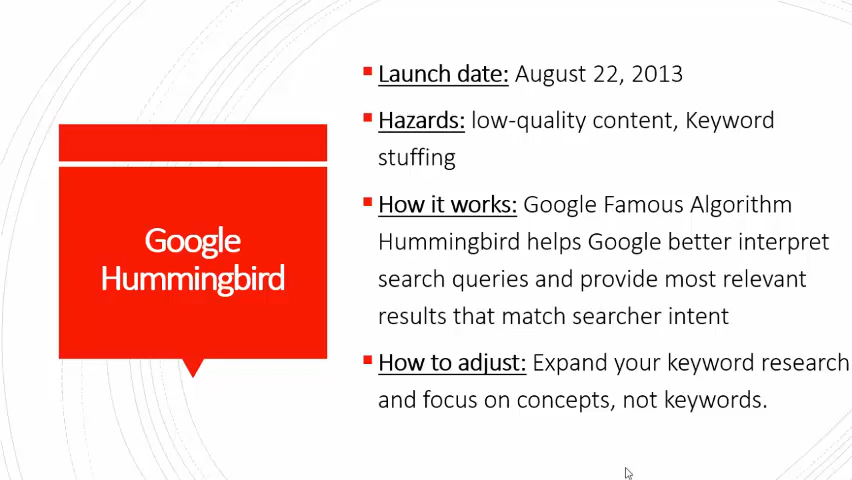 Google
Hummingbird
Launch date: August 22, 2013
Hazards: low-quality content, Keyword
stuffing
How it works: Google Famous Algorithm
Hummingbird helps Google better interpret
search queries and provide most relevant
results that match searcher intent
How to adjust: Expand your keyword research
and focus on concepts, not keywords.